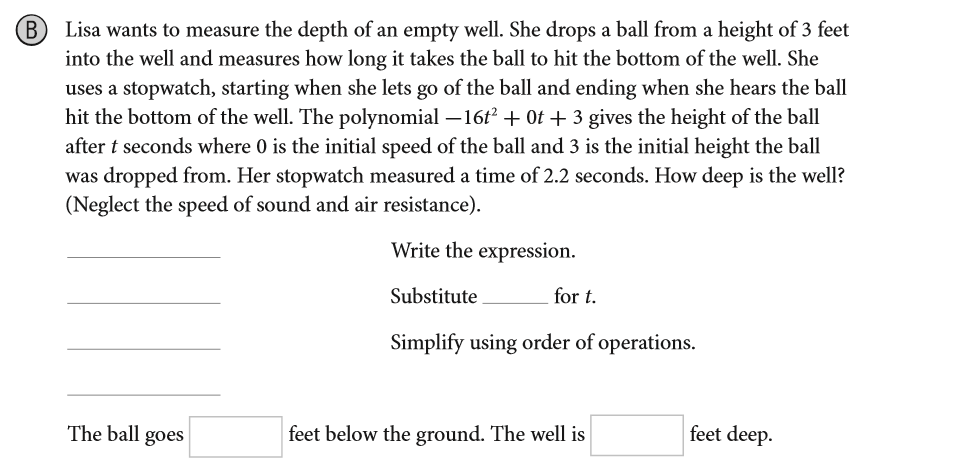 B Lisa wants to measure the depth of an empty well. She drops a ball from a height of 3 feet
into the well and measures how long it takes the ball to hit the bottom of the well. She
uses a stopwatch, starting when she lets go of the ball and ending when she hears the ball
hit the bottom of the well. The polynomial −16t² + 0t + 3 gives the height of the ball
after t seconds where 0 is the initial speed of the ball and 3 is the initial height the ball
was dropped from. Her stopwatch measured a time of 2.2 seconds. How deep is the well?
(Neglect the speed of sound and air resistance).
Write the expression.
Substitute ______ for t.
Simplify using order of operations.
The ball goes feet below the ground. The well is feet deep.